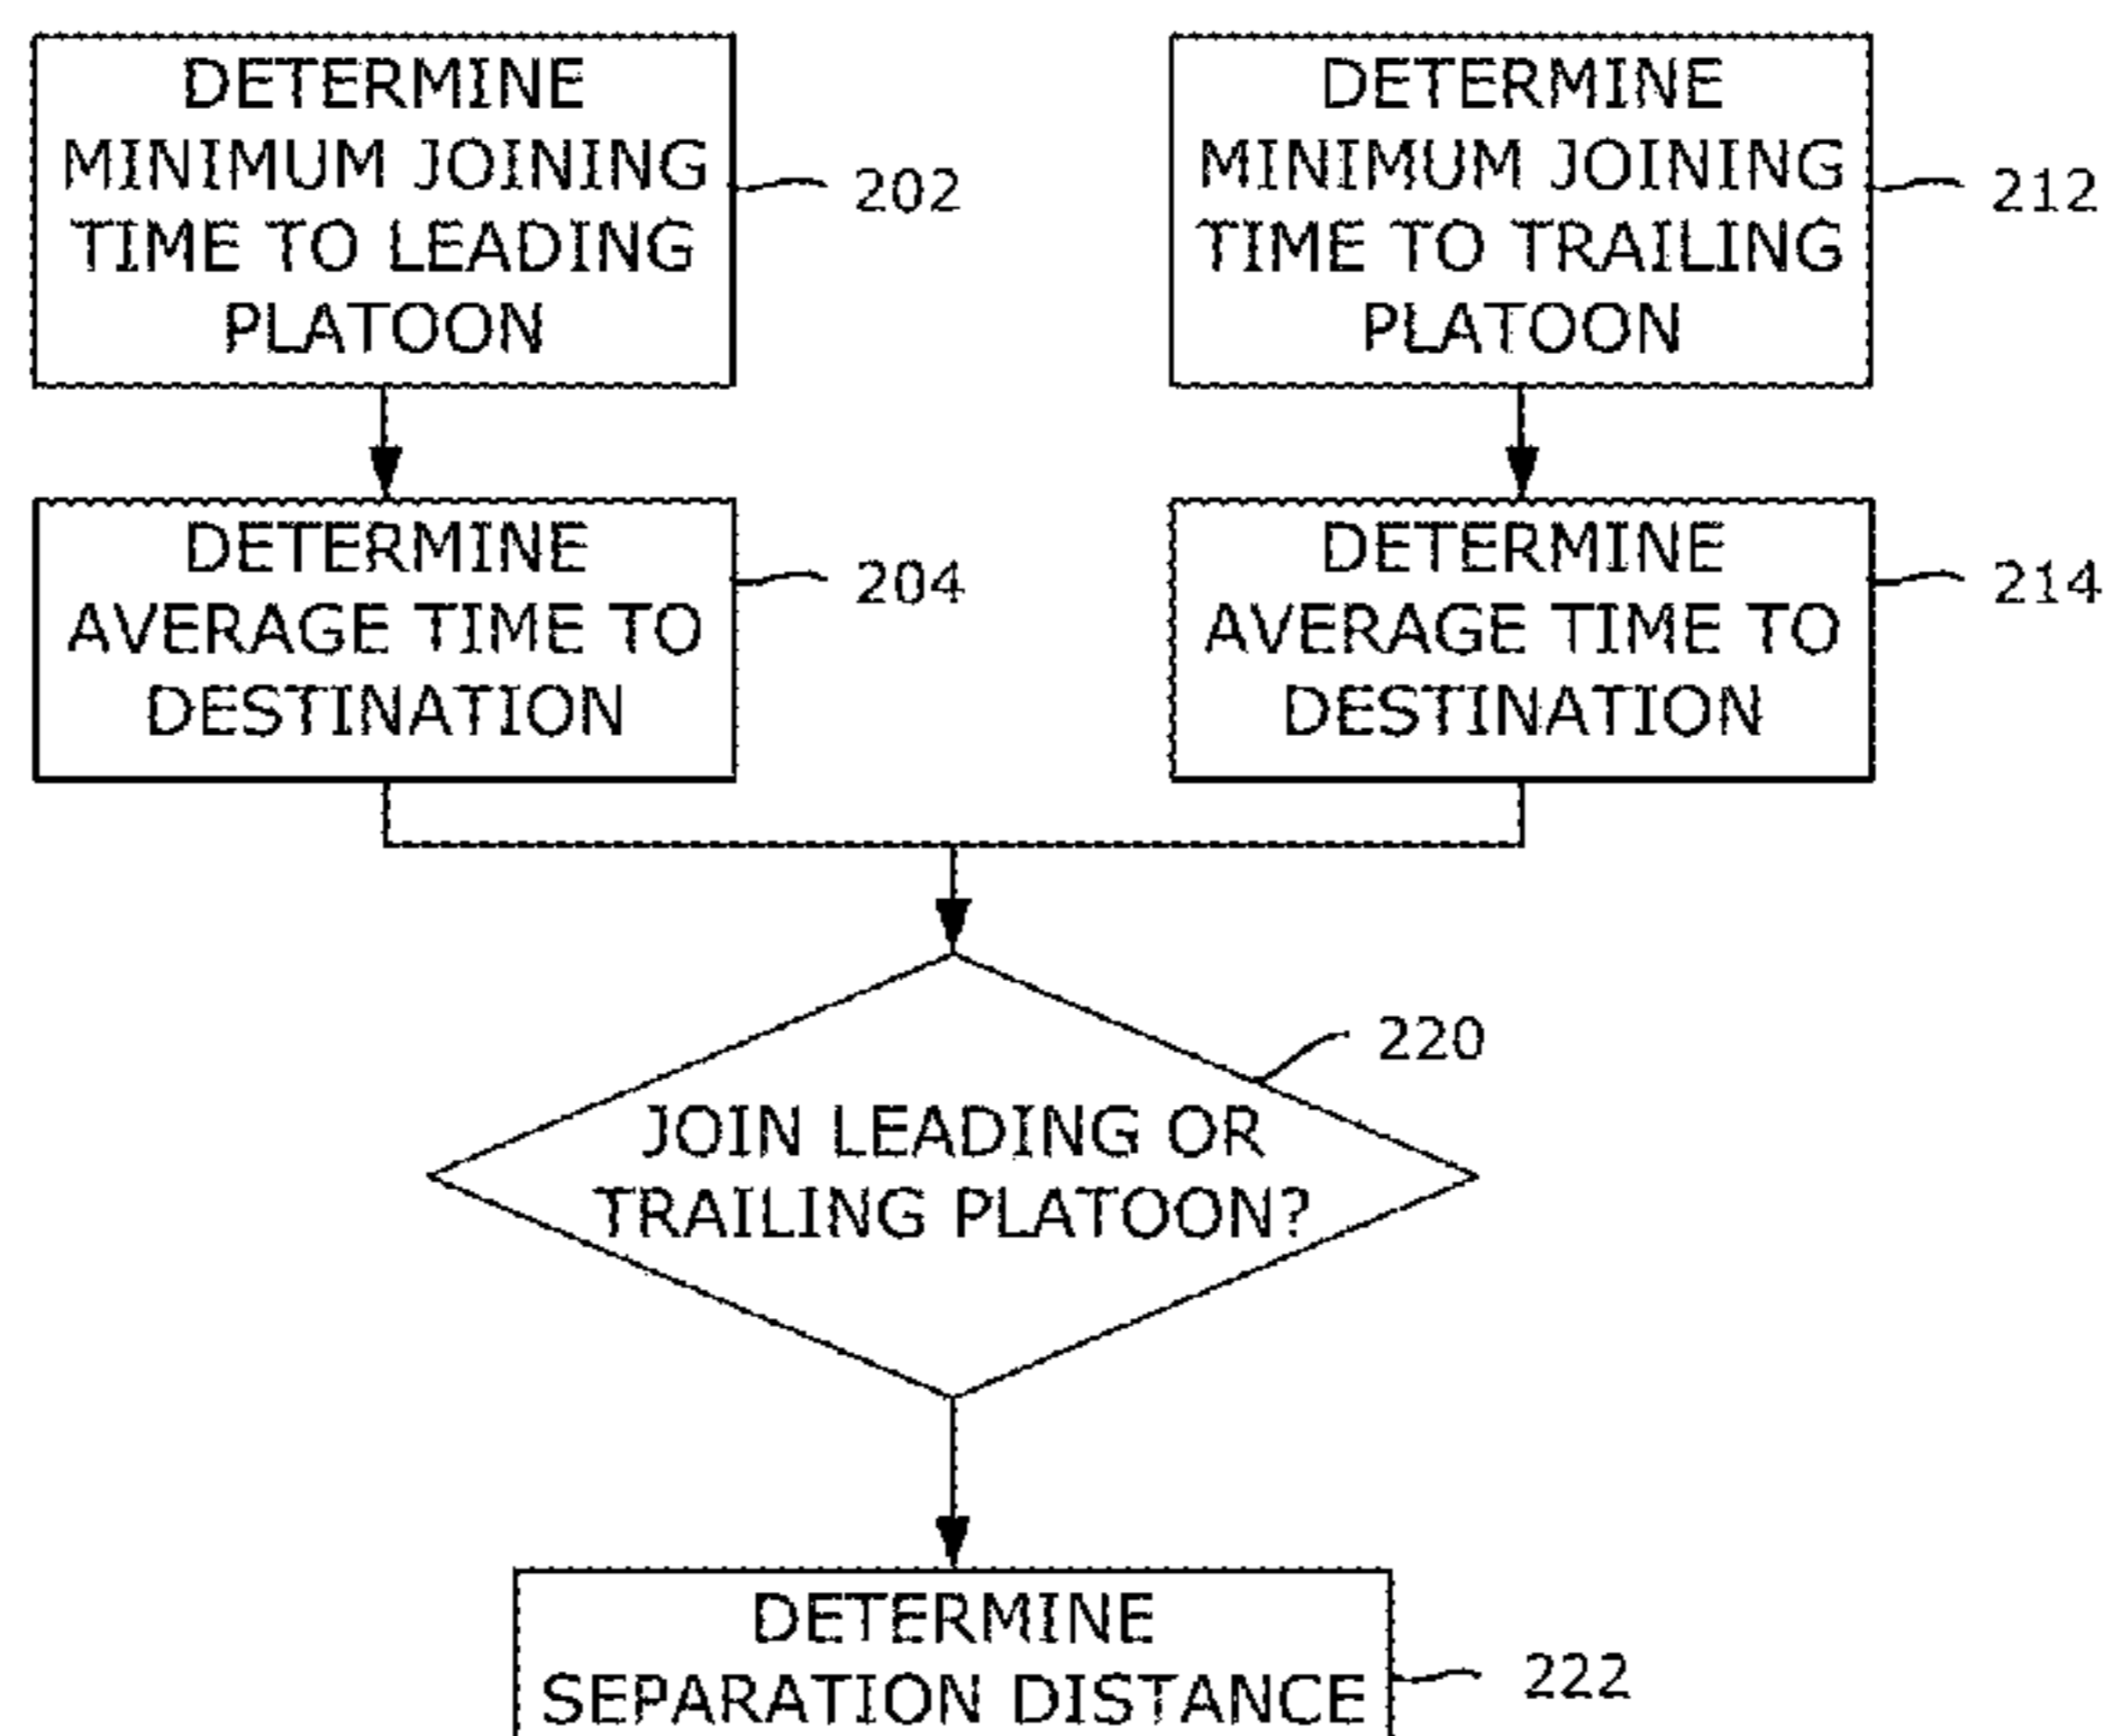 DETERMINE
MINIMUM JOINING
TIME TO LEADING
PLATOON
202
DETERMINE
MINIMUM JOINING
TIME TO TRAILING
PLATOON
212
DETERMINE
AVERAGE TIME TO
DESTINATION
204
DETERMINE
AVERAGE TIME TO
DESTINATION
214
220
JOIN LEADING OR
TRAILING PLATOON?
DETERMINE
SEPARATION DISTANCE
222